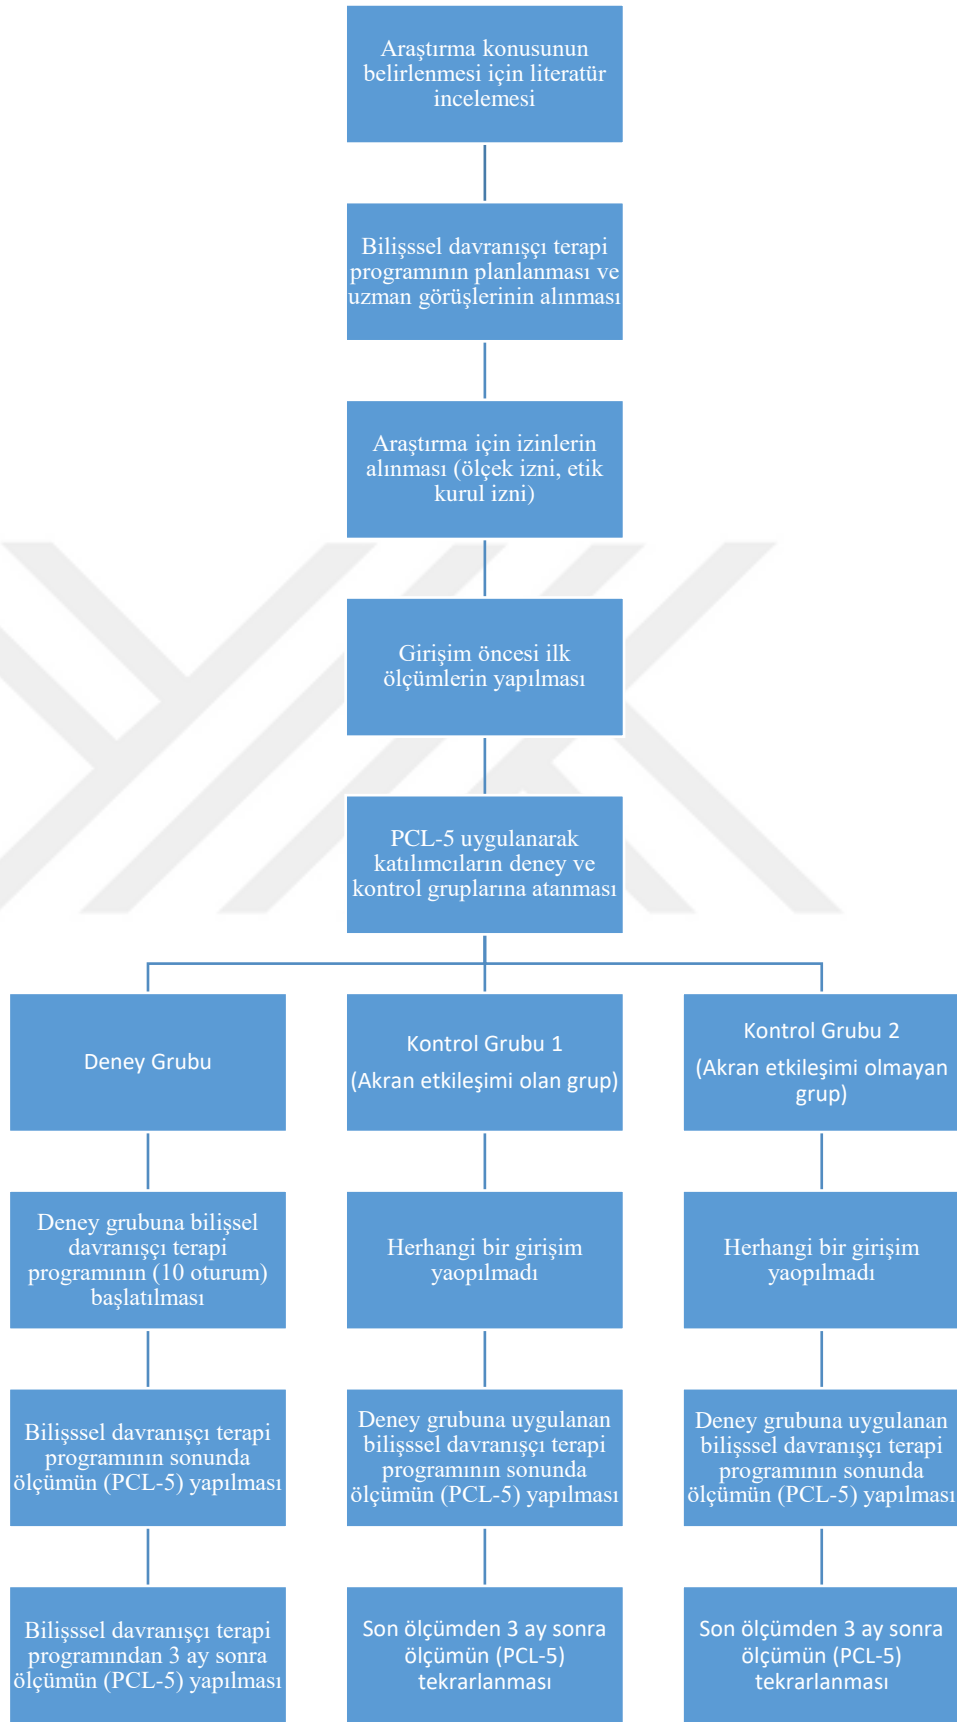 Araştırma konusunun
belirlenmesi için literatür
incelemesi
Bilişssel davranışçı terapi
programının planlanması ve
uzman görüşlerinin alınması
Araştırma için izinlerin
alınması (ölçek izni, etik
kurul izni)
Girişim öncesi ilk
ölçümlerin yapılması
PCL-5 uygulanarak
katılımcıların deney ve
kontrol gruplarına atanması
Deney Grubu
Kontrol Grubu 1
(Akran etkileşimi olan grup)
Kontrol Grubu 2
(Akran etkileşimi olmayan
grup)
Deney grubuna bilişsel
davranışçı terapi
programının (10 oturum)
başlatılması
Herhangi bir girişim
yaopılmadı
Herhangi bir girişim
yaopılmadı
Bilişssel davranışçı terapi
programının sonunda
ölçümün (PCL-5) yapılması
Deney grubuna uygulanan
bilişssel davranışçı terapi
programının sonunda
ölçümün (PCL-5) yapılması
Deney grubuna uygulanan
bilişssel davranışçı terapi
programının sonunda
ölçümün (PCL-5) yapılması
Bilişssel davranışçı terapi
programından 3 ay sonra
ölçümün (PCL-5) yapılması
Son ölçümden 3 ay sonra
ölçümün (PCL-5)
tekrarlanması
Son ölçümden 3 ay sonra
ölçümün (PCL-5)
tekrarlanması